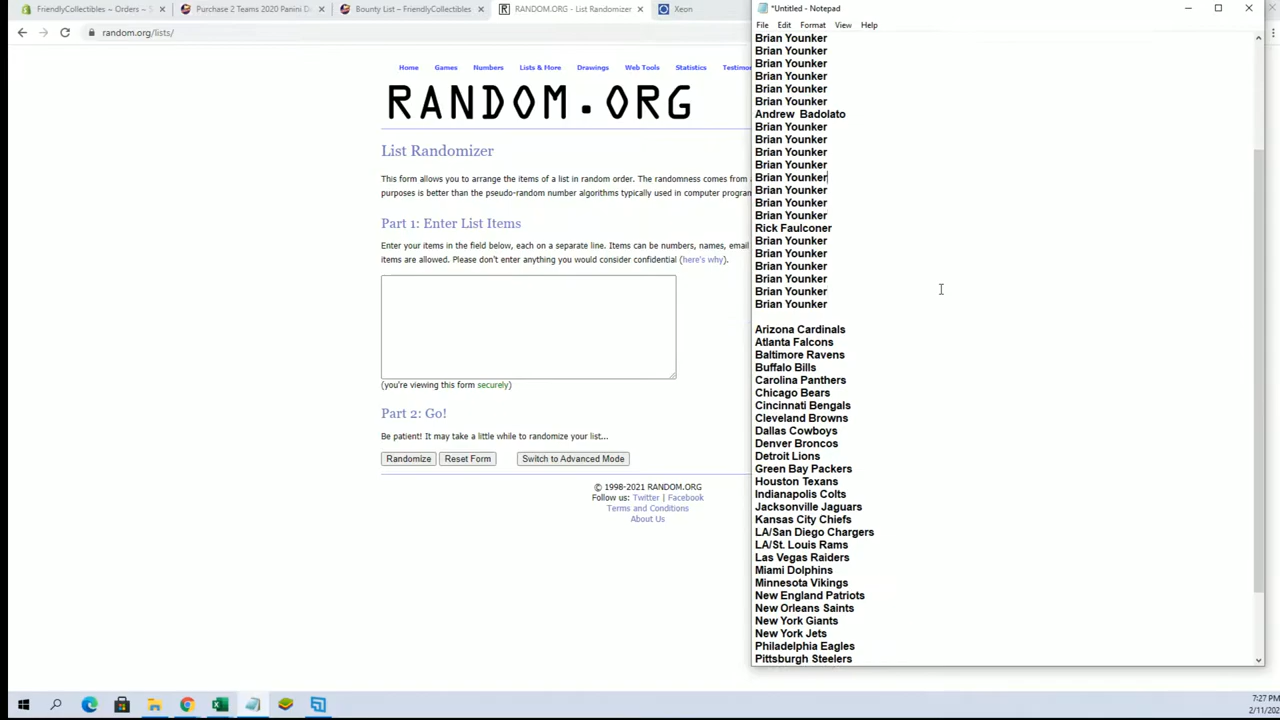 FriendlyCollectibles ~ Orders ~ S
Purchase 2 Teams 2020 Panini D
Bounty List – FriendlyCollectibles
RANDOM.ORG - List Randomizer
Xeon
random.org/lists/
Home Games Numbers Lists & More Drawings Web Tools Statistics Testimo
RANDOM.ORG
List Randomizer
This form allows you to arrange the items of a list in random order. The randomness comes from
purposes is better than the pseudo-random number algorithms typically used in computer progra
Part 1: Enter List Items
Enter your items in the field below, each on a separate line. Items can be numbers, names, email
items are allowed. Please don't enter anything you would consider confidential (here's why).
(you're viewing this form securely)
Part 2: Go!
Be patient! It may take a little while to randomize your list...
Randomize Reset Form Switch to Advanced Mode
© 1998-2021 RANDOM.ORG
Follow us: Twitter | Facebook
Terms and Conditions
About Us
*Untitled - Notepad
File Edit Format View Help
Brian Younker
Brian Younker
Brian Younker
Brian Younker
Brian Younker
Brian Younker
Andrew  Badolato
Brian Younker
Brian Younker
Brian Younker
Brian Younker
Brian Younker
Brian Younker
Brian Younker
Brian Younker
Rick Faulconer
Brian Younker
Brian Younker
Brian Younker
Brian Younker
Brian Younker
Brian Younker
Arizona Cardinals
Atlanta Falcons
Baltimore Ravens
Buffalo Bills
Carolina Panthers
Chicago Bears
Cincinnati Bengals
Cleveland Browns
Dallas Cowboys
Denver Broncos
Detroit Lions
Green Bay Packers
Houston Texans
Indianapolis Colts
Jacksonville Jaguars
Kansas City Chiefs
LA/San Diego Chargers
LA/St. Louis Rams
Las Vegas Raiders
Miami Dolphins
Minnesota Vikings
New England Patriots
New Orleans Saints
New York Giants
New York Jets
Philadelphia Eagles
Pittsburgh Steelers
7:27 PM
2/11/202